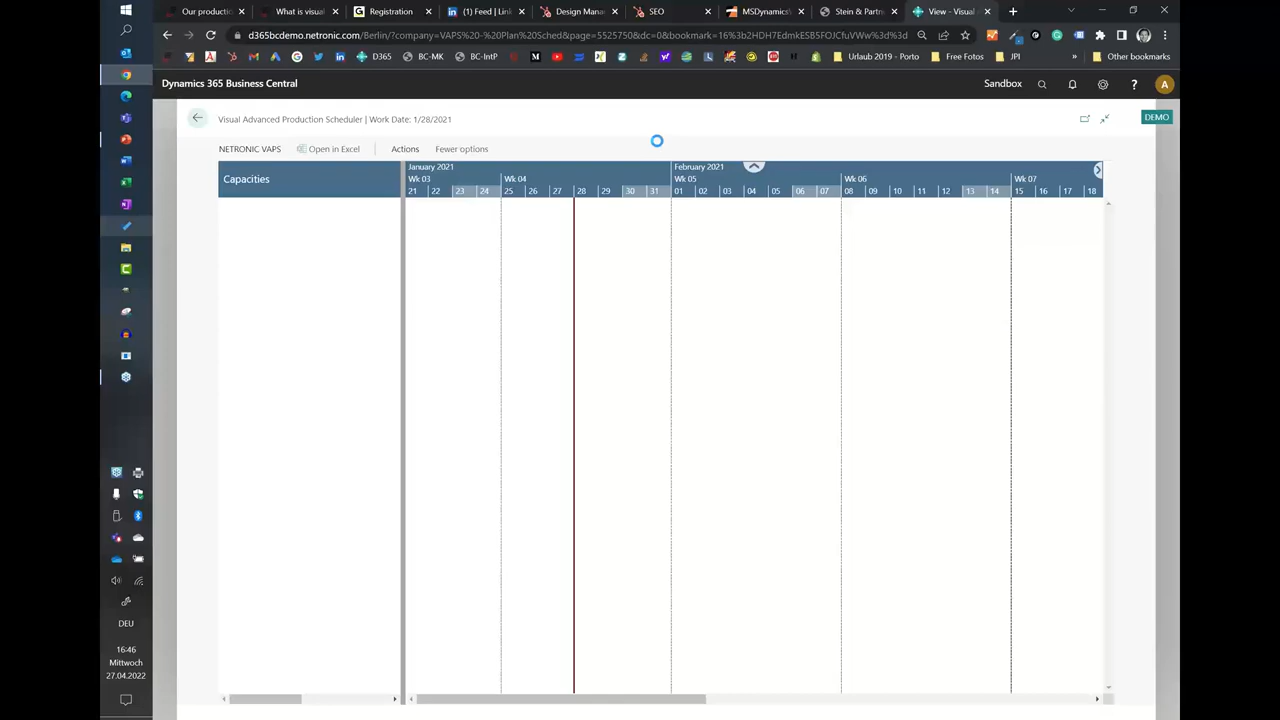 Our producti
What is visual
Registration
(1) Feed | Link
Design Mana
SEO
MSDynamics
Stein & Partn
View - Visual
d365bcdemo.netronic.com/Berlin/?company=VAPS%20-%20Plan%20Sched&page=5525750&dc=0&bookmark=16%3b2HDH7EdmkESB5FOJCfuVWw%3d%3d
D365
BC-MK
BC-IntP
Urlaub 2019 - Porto
Free Fotos
JPI
»
Other bookmarks
Dynamics 365 Business Central
Sandbox
?
A
Visual Advanced Production Scheduler | Work Date: 1/28/2021
DEMO
NETRONIC VAPS
Open in Excel
Actions
Fewer options
Capacities
January 2021
February 2021
Wk 03
Wk 04
Wk 05
Wk 06
Wk 07
21 22 23 24 25 26 27 28 29 30 31 01 02 03 04 05 06 07 08 09 10 11 12 13 14 15 16 17 18
DEU
16:46
Mittwoch
27.04.2022